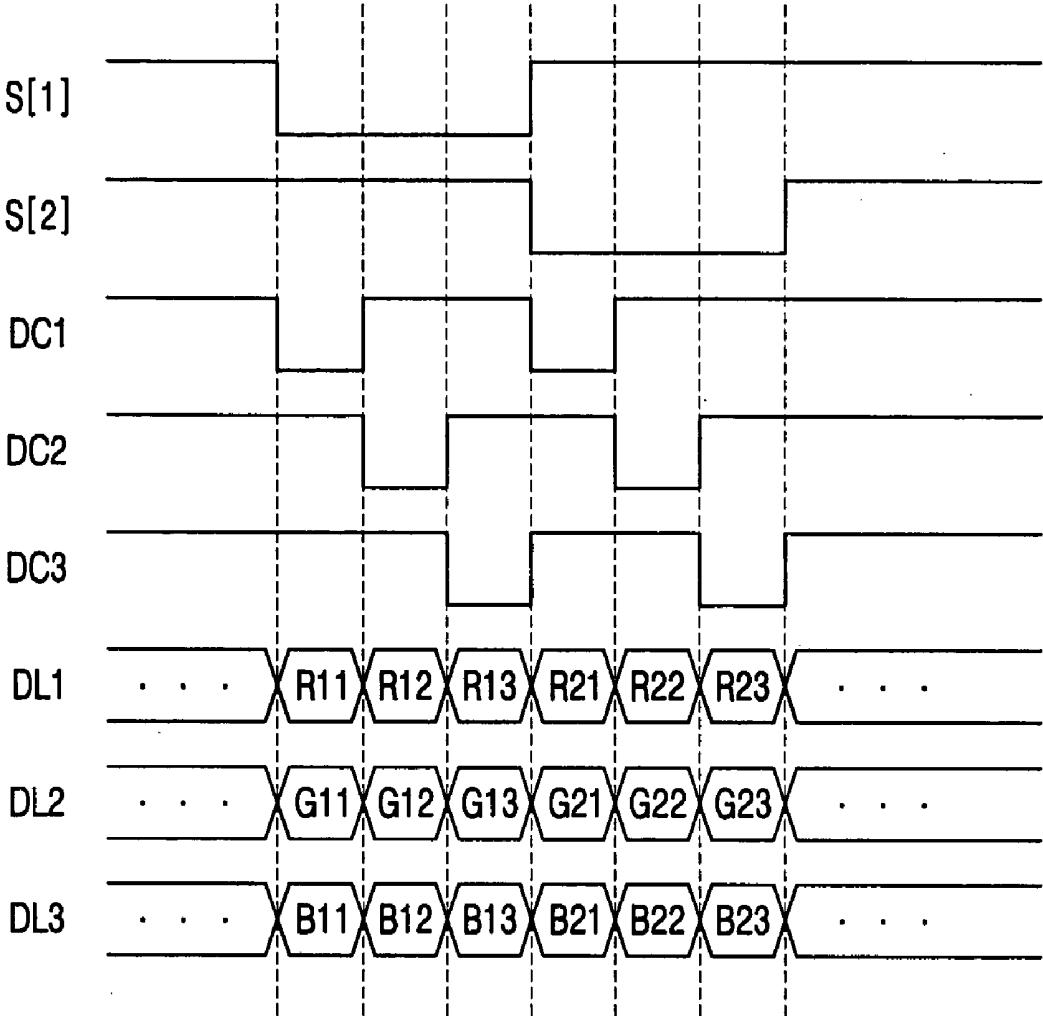 S[1]
S[2]
DC1
DC2
DC3
DL1 . . . R11 R12 R13 R21 R22 R23 . . .
DL2 . . . G11 G12 G13 G21 G22 G23 . . .
DL3 . . . B11 B12 B13 B21 B22 B23 . . .